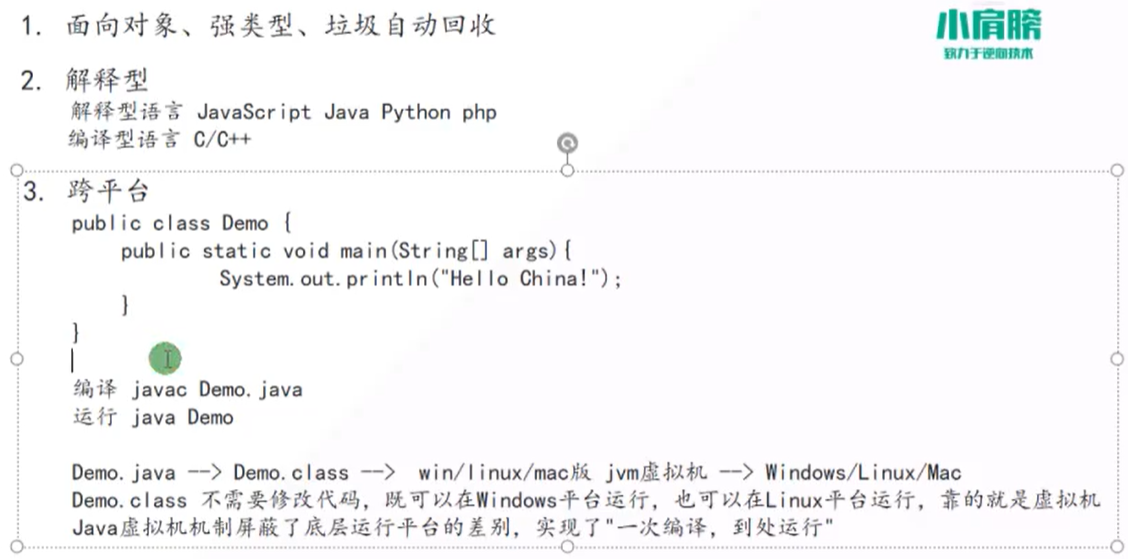 1. 面向对象、强类型、垃圾自动回收
小肩膀
致力于逆向技术
2. 解释型
解释型语言 JavaScript Java Python php
编译型语言 C/C++
3. 跨平台
public class Demo {
public static void main(String[] args){
System.out.println("Hello China!");
}
}
编译 javac Demo.java
运行 java Demo
Demo.java --> Demo.class --> win/linux/mac版 jvm虚拟机 --> Windows/Linux/Mac
Demo.class 不需要修改代码，既可以在Windows平台运行，也可以在Linux平台运行，靠的就是虚拟机
Java虚拟机机制屏蔽了底层运行平台的差别，实现了"一次编译，到处运行"